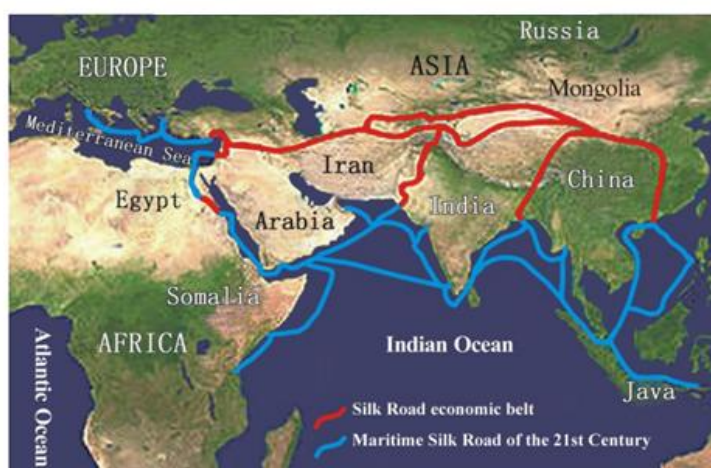 Russia
EUROPE
ASIA
Mongolia
Mediterranean Sea
Iran
China
Egypt
Arabia
India
Somalia
AFRICA
Indian Ocean
Atlantic Ocean
Java
Silk Road economic belt
Maritime Silk Road of the 21st Century